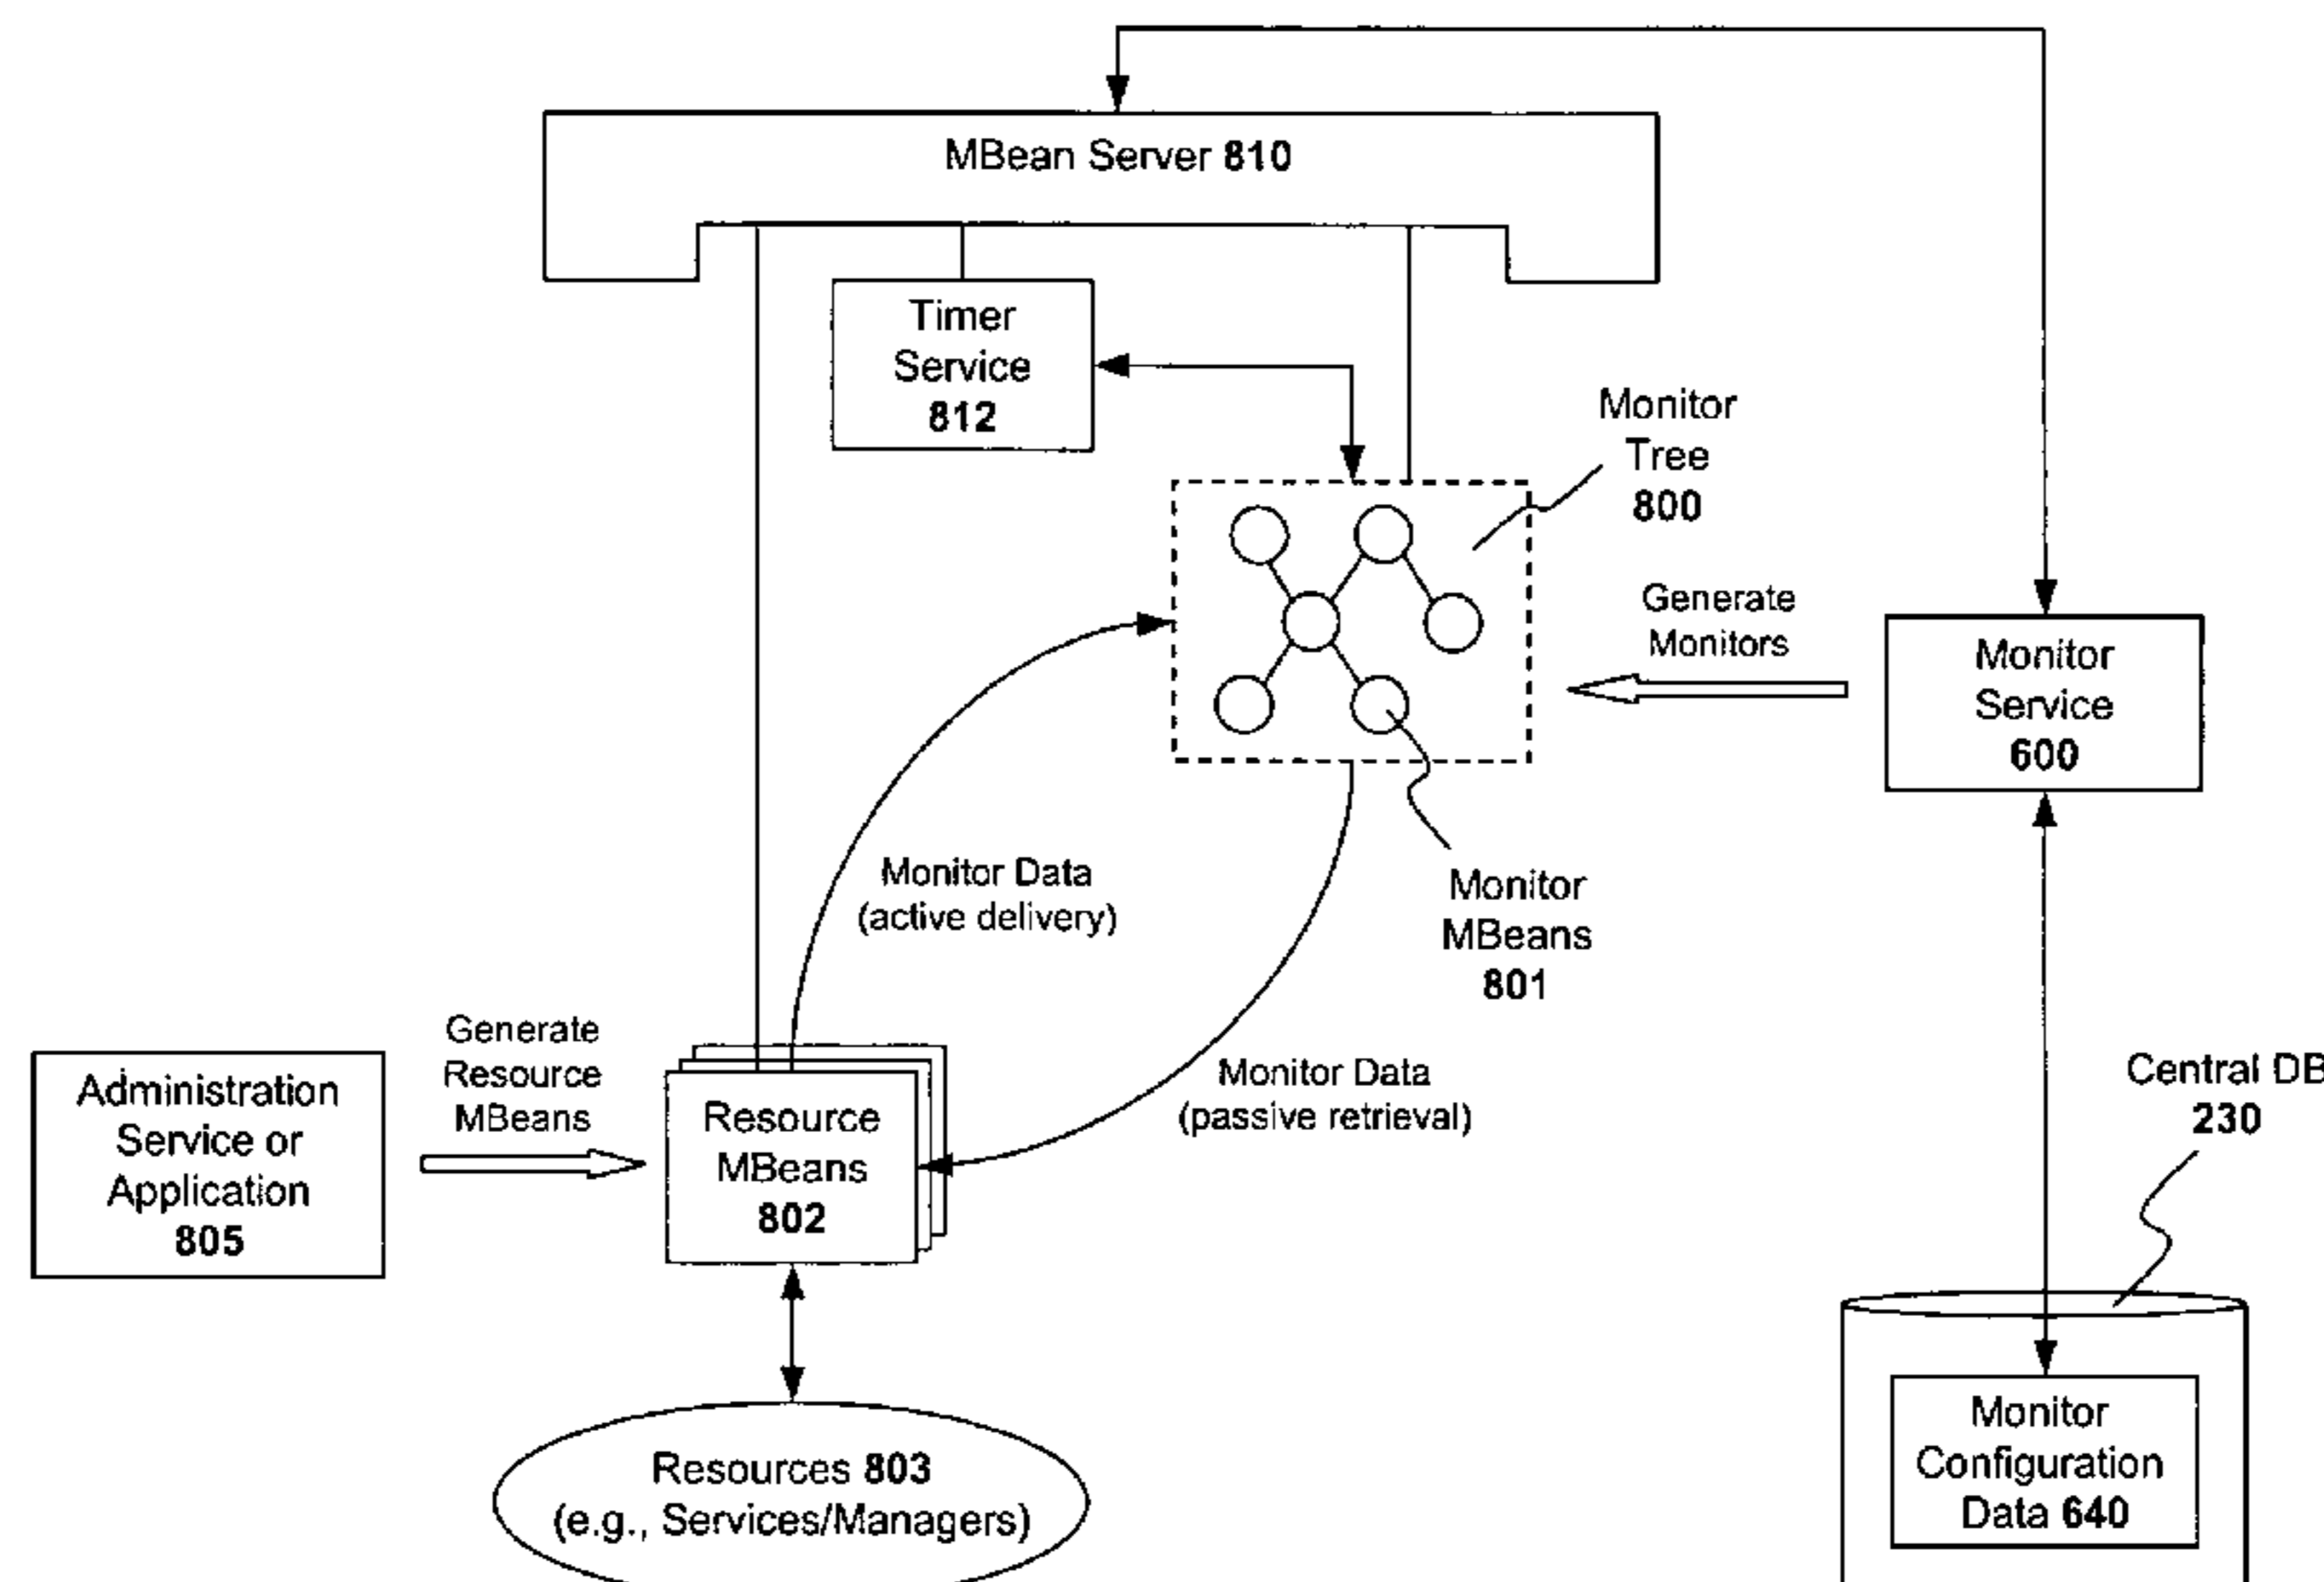 MBean Server 810
Timer
Service
812
Monitor
Tree
800
Generate
Monitors
Monitor
Service
600
Monitor Data
(active delivery)
Monitor
MBeans
801
Generate
Resource
MBeans
Administration
Service or
Application
805
Resource
MBeans
802
Monitor Data
(passive retrieval)
Central DB
230
Resources 803
(e.g., Services/Managers)
Monitor
Configuration
Data 640